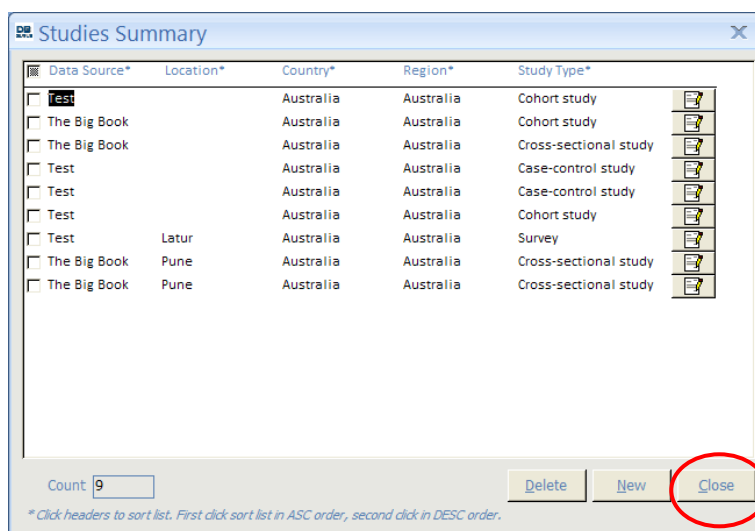 Studies Summary
Data Source* Location* Country* Region* Study Type*
Test Australia Australia Cohort study
The Big Book Australia Australia Cohort study
The Big Book Australia Australia Cross-sectional study
Test Australia Australia Case-control study
Test Australia Australia Case-control study
Test Australia Australia Cohort study
Test Latur Australia Australia Survey
The Big Book Pune Australia Australia Cross-sectional study
The Big Book Pune Australia Australia Cross-sectional study
Count 9 Delete New Close
* Click headers to sort list. First click sort list in ASC order, second click in DESC order.